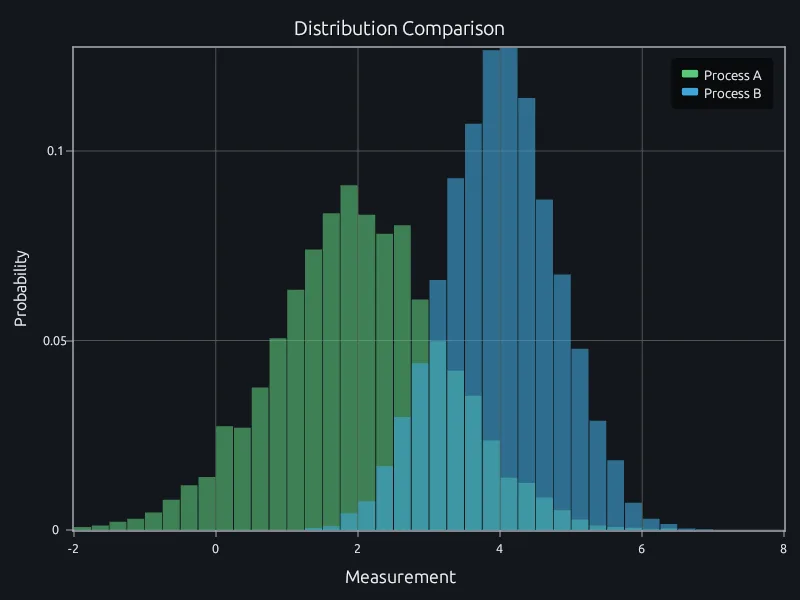 Distribution Comparison
Process A
Process B
Probability
0.1
0.05
0
-2
0
2
4
6
8
Measurement